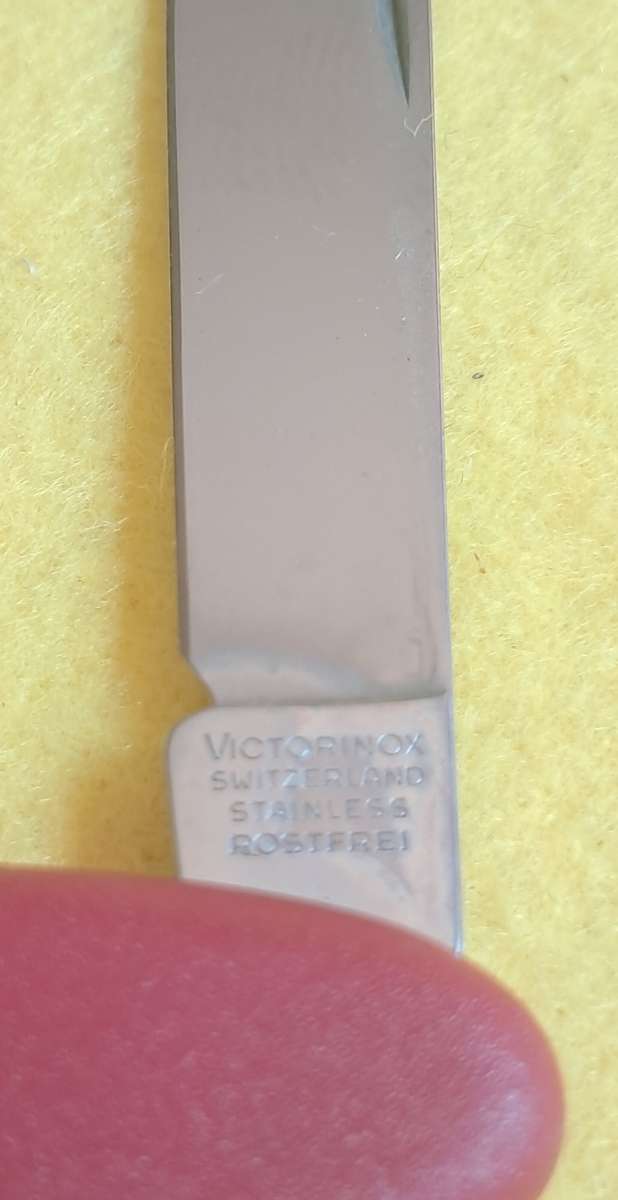 VICTORINOX
SWITZERLAND
STAINLESS
ROSTFREI